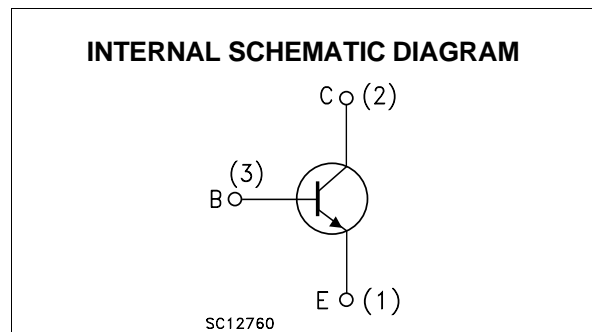 INTERNAL SCHEMATIC DIAGRAM
C (2)
(3)
B
E (1)
SC12760